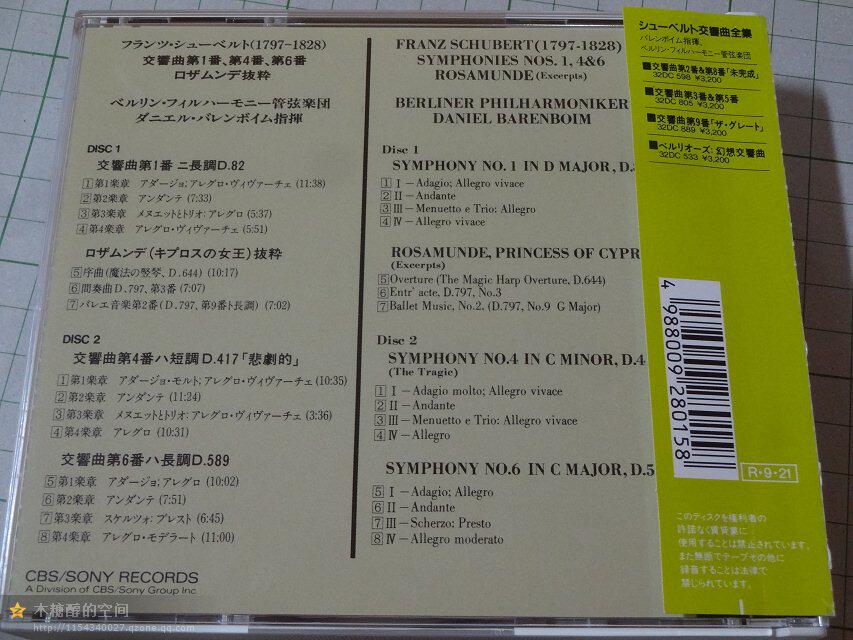 フランツ・シューベルト(1797-1828)
交響曲第1番、第4番、第6番
ロザムンデ抜粋
ベルリン・フィルハーモニー管弦楽団
ダニエル・バレンボイム指揮
DISC 1
交響曲第1番 ニ長調D.82
1 第1楽章 アダージョ;アレグロ・ヴィヴァーチェ (11:38)
2 第2楽章 アンダンテ (7:33)
3 第3楽章 メヌエットとトリオ:アレグロ (5:37)
4 第4楽章 アレグロ・ヴィヴァーチェ (5:51)
ロザムンデ(キプロスの女王)抜粋
5 序曲(魔法の竪琴、D.644) (10:17)
6 間奏曲D.797、第3番 (7:07)
7 バレエ音楽第2番(D.797、第9番ト長調) (7:02)
DISC 2
交響曲第4番ハ短調D.417「悲劇的」
1 第1楽章 アダージョ・モルト;アレグロ・ヴィヴァーチェ (10:35)
2 第2楽章 アンダンテ (11:24)
3 第3楽章 メヌエットとトリオ:アレグロ・ヴィヴァーチェ (3:36)
4 第4楽章 アレグロ (10:31)
交響曲第6番ハ長調D.589
5 第1楽章 アダージョ;アレグロ (10:02)
6 第2楽章 アンダンテ (7:51)
7 第3楽章 スケルツォ:プレスト (6:45)
8 第4楽章 アレグロ・モデラート (11:00)
CBS/SONY RECORDS
A Division of CBS/Sony Group Inc
FRANZ SCHUBERT(1797-1828)
SYMPHONIES NOS. 1, 4&6
ROSAMUNDE (Excerpts)
BERLINER PHILHARMONIKER
DANIEL BARENBOIM
Disc 1
SYMPHONY NO. 1 IN D MAJOR, D.
1 I—Adagio; Allegro vivace
2 II—Andante
3 III—Menuetto e Trio: Allegro
4 IV—Allegro vivace
ROSAMUNDE, PRINCESS OF CYPR
(Excerpts)
5 Overture (The Magic Harp Overture, D.644)
6 Entr' acte, D.797, No.3
7 Ballet Music, No.2, (D.797, No.9 G Major)
Disc 2
SYMPHONY NO.4 IN C MINOR, D.4
(The Tragic)
1 I—Adagio molto; Allegro vivace
2 II—Andante
3 III—Menuetto e Trio: Allegro vivace
4 IV—Allegro
SYMPHONY NO.6 IN C MAJOR, D.5
5 I—Adagio; Allegro
6 II—Andante
7 III—Scherzo: Presto
8 IV—Allegro moderato
シューベルト交響曲全集
バレンボイム指揮、
ベルリン・フィルハーモニー管弦楽団
■交響曲第2番&第8番「未完成」
32DC 598 ¥3,200
■交響曲第3番&第5番
32DC 805 ¥3,200
■交響曲第9番「ザ・グレート」
32DC 889 ¥3,200
■ベルリオーズ:幻想交響曲
32DC 533 ¥3,200
4988009280158
R・9・21
このディスクを権利者の
許諾なく賃貸業に
使用することは禁止されています。
また無断でテープその他に
録音することは法律で
禁じられています。
木糖醇的空间
http://1154340027.qzone.qq.com